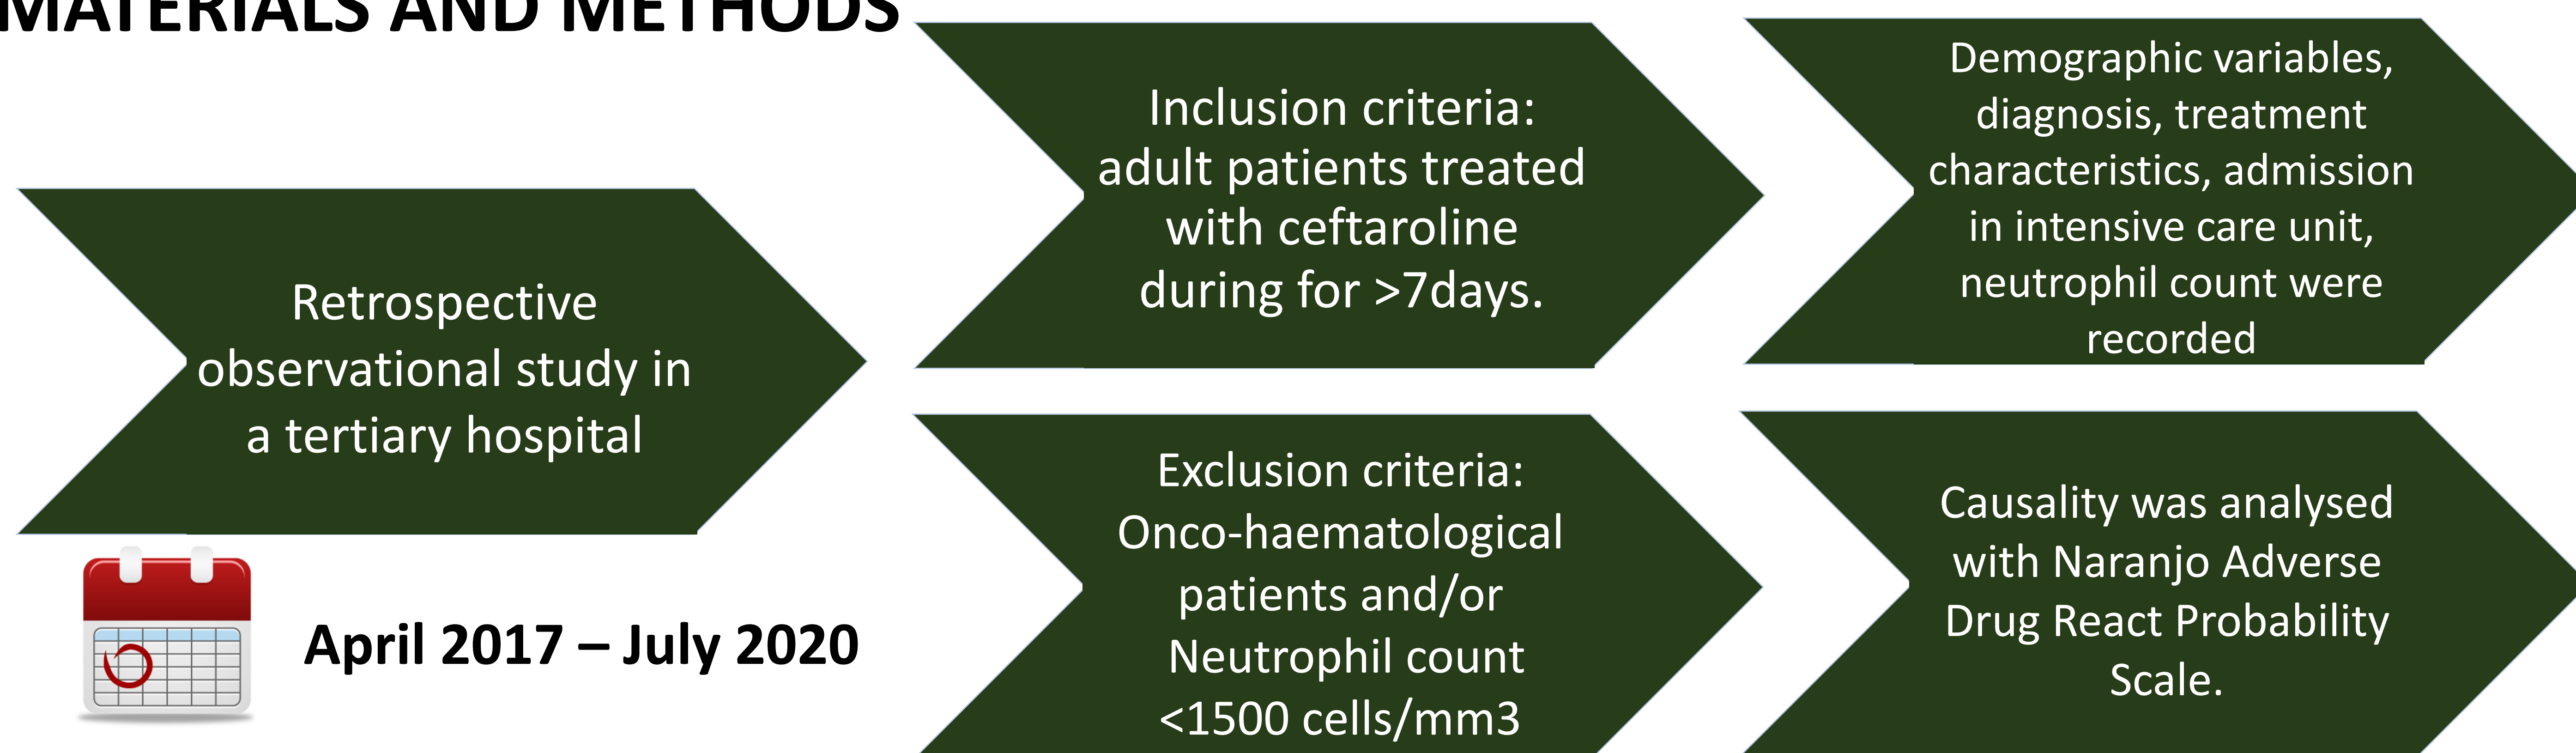 MATERIALS AND METHODS
Retrospective
observational study in
a tertiary hospital
April 2017 – July 2020
Inclusion criteria:
adult patients treated
with ceftaroline
during for >7days.
Exclusion criteria:
Onco-haematological
patients and/or
Neutrophil count
<1500 cells/mm3
Demographic variables,
diagnosis, treatment
characteristics, admission
in intensive care unit,
neutrophil count were
recorded
Causality was analysed
with Naranjo Adverse
Drug React Probability
Scale.